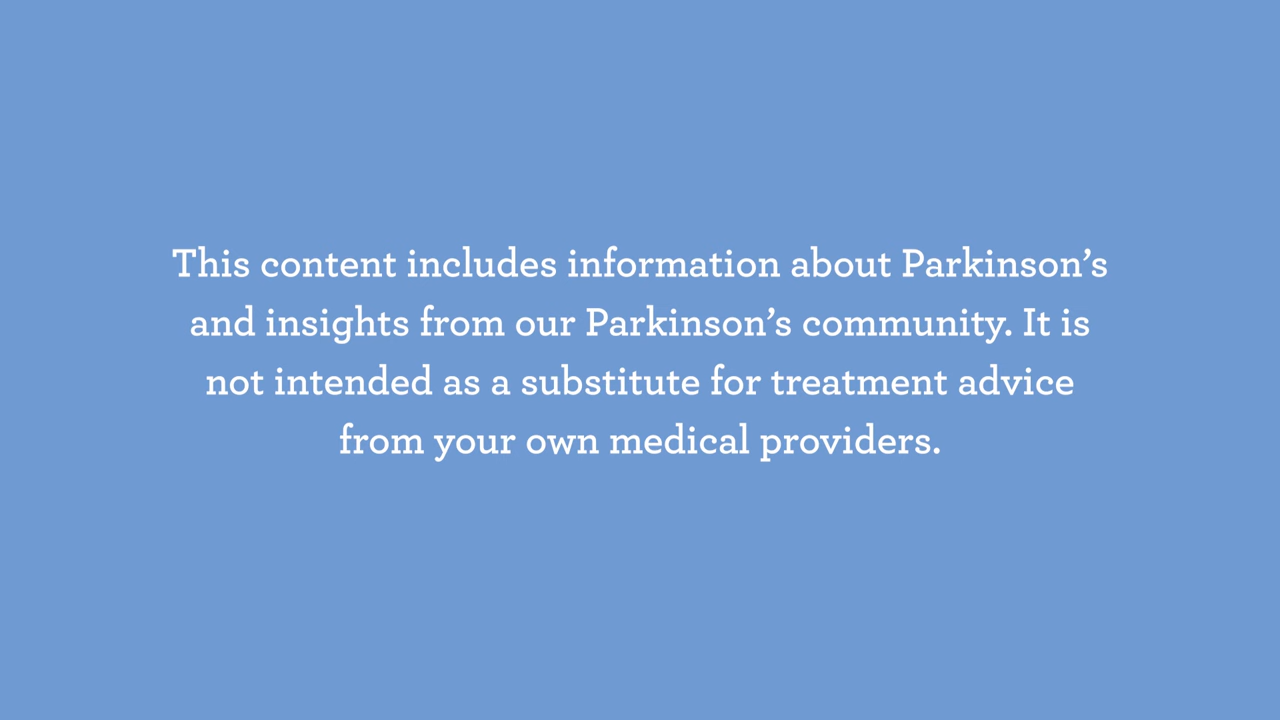 This content includes information about Parkinson’s
and insights from our Parkinson’s community. It is
not intended as a substitute for treatment advice
from your own medical providers.